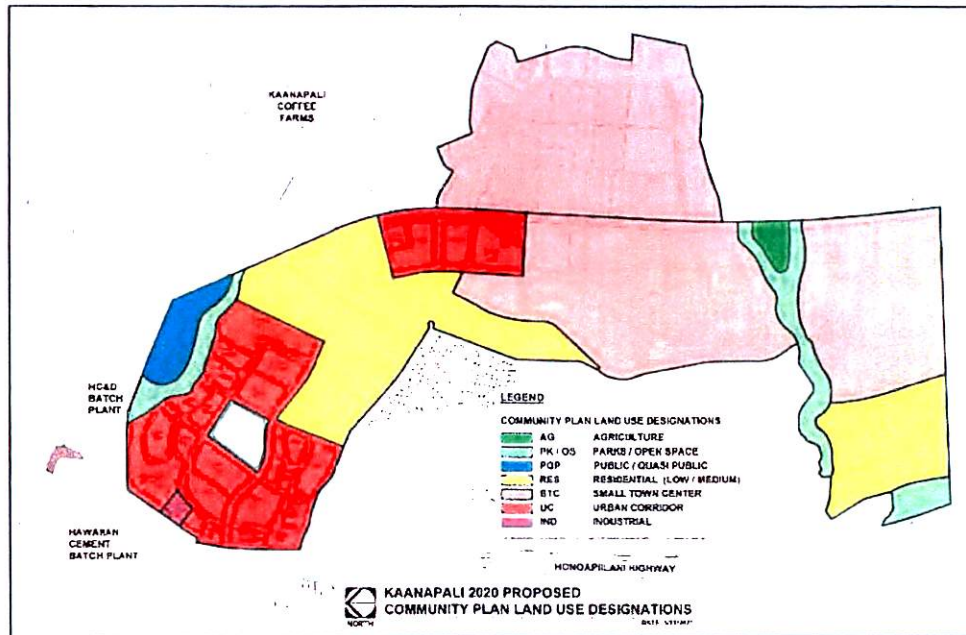 KAANAPALI
COFFEE
FARMS
HC&D
BATCH
PLANT
HAWAIIAN
CEMENT
BATCH PLANT
LEGEND
COMMUNITY PLAN LAND USE DESIGNATIONS
AG AGRICULTURE
PK / OS PARKS / OPEN SPACE
PQP PUBLIC / QUASI PUBLIC
RES RESIDENTIAL (LOW / MEDIUM)
STC SMALL TOWN CENTER
UC URBAN CORRIDOR
IND INDUSTRIAL
HONOAPIILANI HIGHWAY
KAANAPALI 2020 PROPOSED
COMMUNITY PLAN LAND USE DESIGNATIONS
NORTH